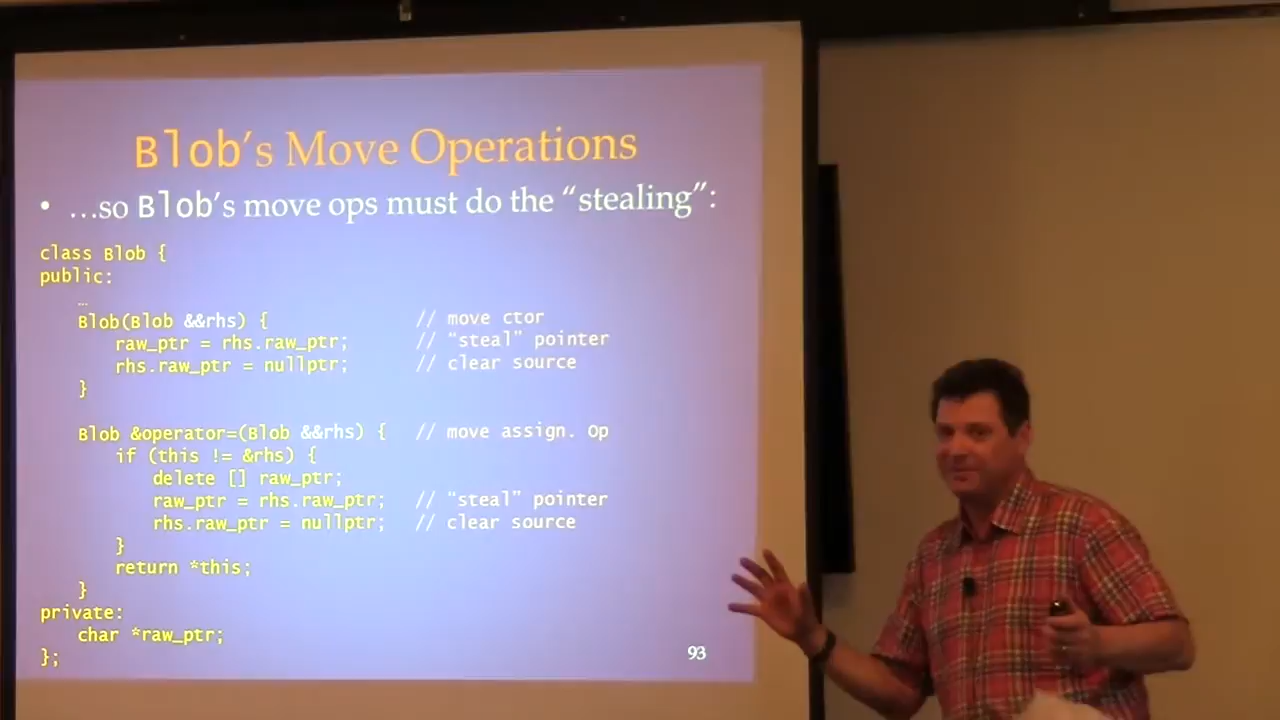 Blob's Move Operations
• …so Blob's move ops must do the “stealing”:
class Blob {
public:
…
Blob(Blob &&rhs) { // move ctor
raw_ptr = rhs.raw_ptr; // “steal” pointer
rhs.raw_ptr = nullptr; // clear source
}
Blob &operator=(Blob &&rhs) { // move assign. Op
if (this != &rhs) {
delete [] raw_ptr;
raw_ptr = rhs.raw_ptr; // “steal” pointer
rhs.raw_ptr = nullptr; // clear source
}
return *this;
}
private:
char *raw_ptr;
};
93